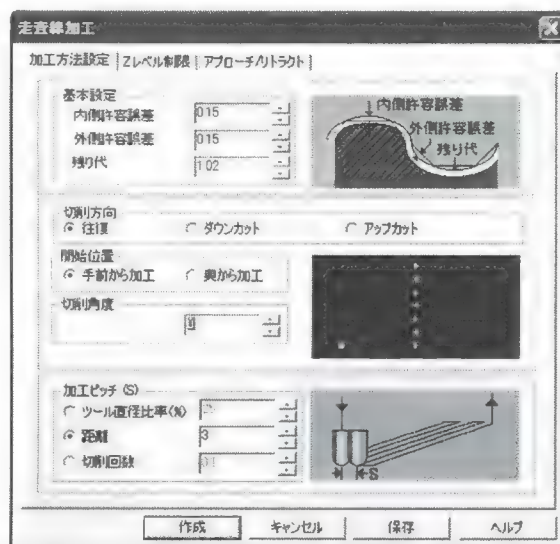 走査線加工
加工方法設定 Zレベル制限 アプローチ/リトラクト
基本設定
内側許容誤差 0.15
外側許容誤差 0.15
残り代 1.02
内側許容誤差
外側許容誤差
残り代
切削方向
往復 ダウンカット アップカット
開始位置
手前から加工 奥から加工
切削角度
加工ピッチ (S)
ツール直径比率(%)
距離 3
切削回数
S
作成 キャンセル 保存 ヘルプ